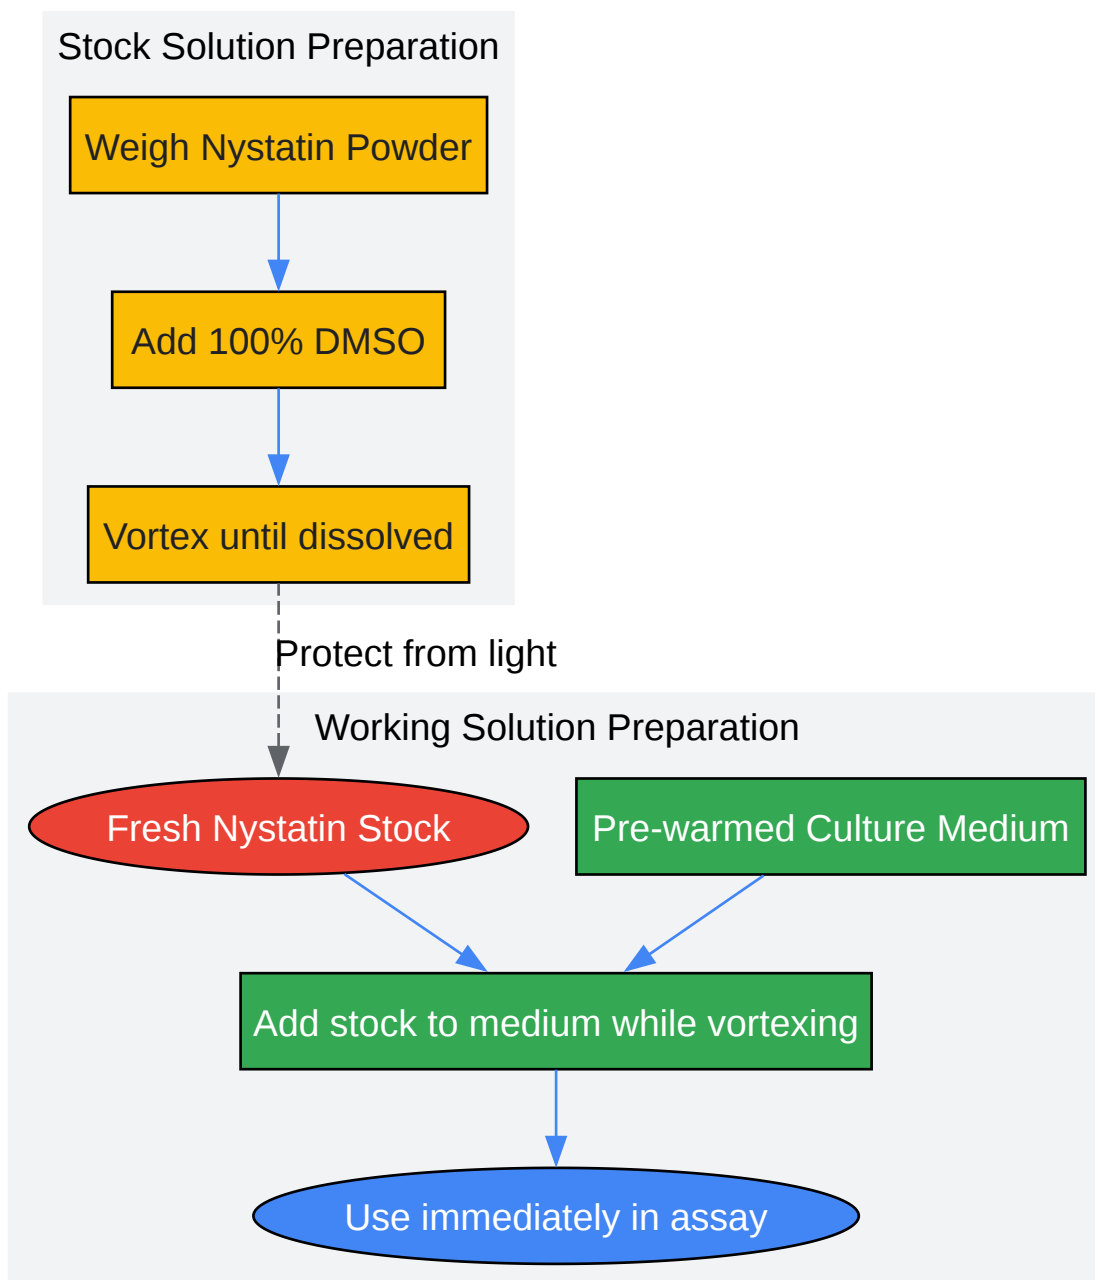 Stock Solution Preparation
Weigh Nystatin Powder
Add 100% DMSO
Vortex until dissolved
Protect from light
Working Solution Preparation
Fresh Nystatin Stock
Pre-warmed Culture Medium
Add stock to medium while vortexing
Use immediately in assay